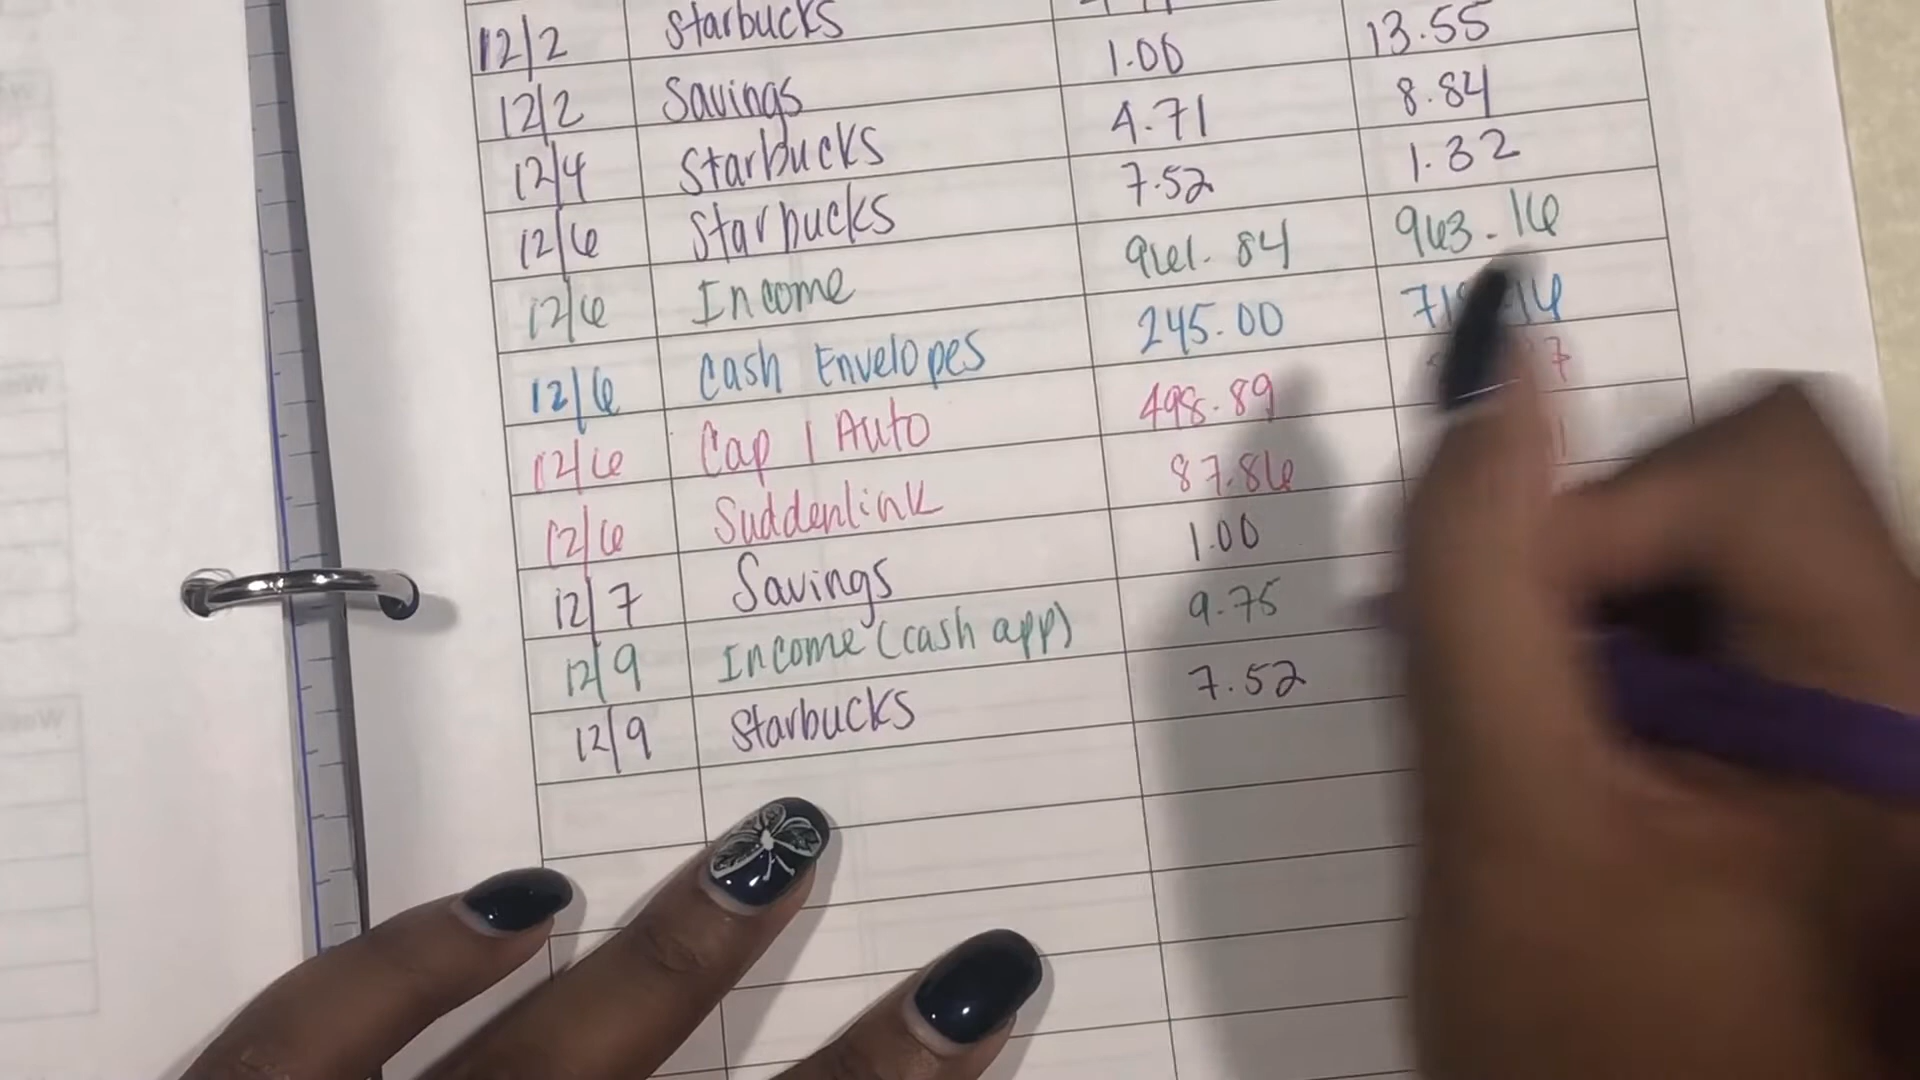 12/2 Starbucks
12/2 Savings 1.00 13.55
12/4 Starbucks 4.71 8.84
12/6 Starbucks 7.52 1.32
12/6 Income 961.84 963.16
12/6 Cash Envelopes 245.00
12/6 Cap 1 Auto 498.89
12/6 Suddenlink 87.86
12/7 Savings 1.00
12/9 Income (cash app) 9.75
12/9 Starbucks 7.52